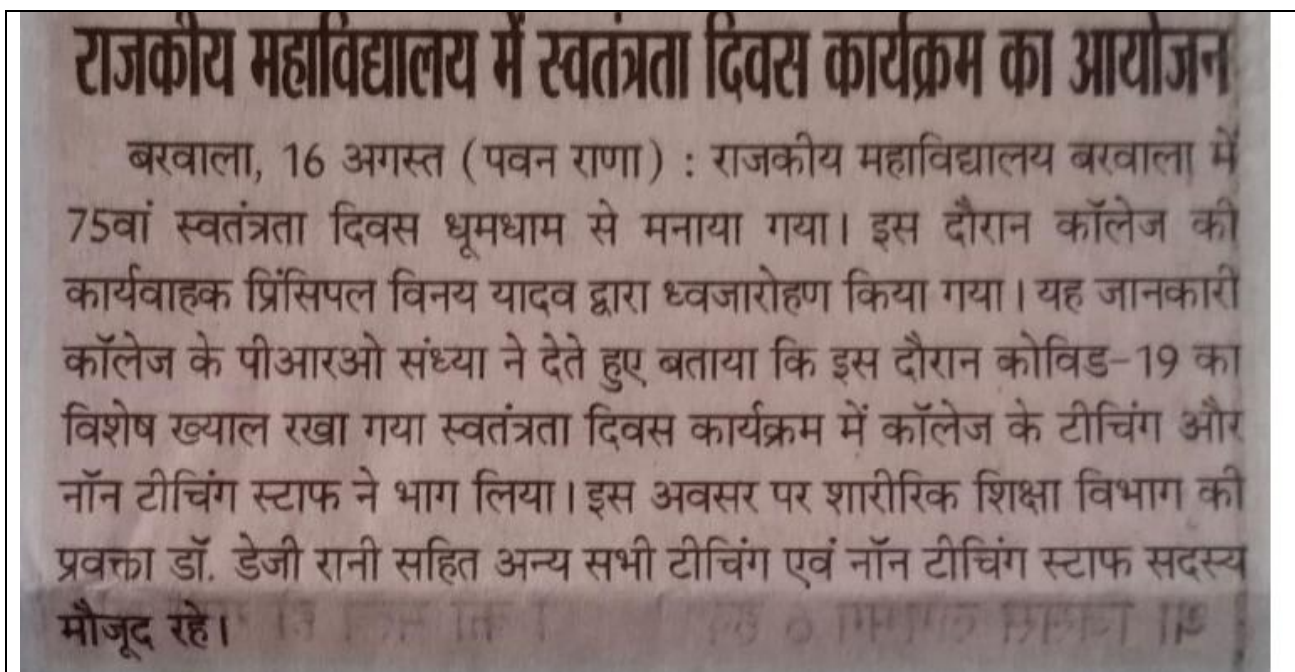 राजकीय महाविद्यालय में स्वतंत्रता दिवस कार्यक्रम का आयोजन
बरवाला, 16 अगस्त (पवन राणा) : राजकीय महाविद्यालय बरवाला में
75वां स्वतंत्रता दिवस धूमधाम से मनाया गया। इस दौरान कॉलेज की
कार्यवाहक प्रिंसिपल विनय यादव द्वारा ध्वजारोहण किया गया। यह जानकारी
कॉलेज के पीआरओ संध्या ने देते हुए बताया कि इस दौरान कोविड-19 का
विशेष ख्याल रखा गया स्वतंत्रता दिवस कार्यक्रम में कॉलेज के टीचिंग और
नॉन टीचिंग स्टाफ ने भाग लिया। इस अवसर पर शारीरिक शिक्षा विभाग की
प्रवक्ता डॉ. डेजी रानी सहित अन्य सभी टीचिंग एवं नॉन टीचिंग स्टाफ सदस्य
मौजूद रहे।